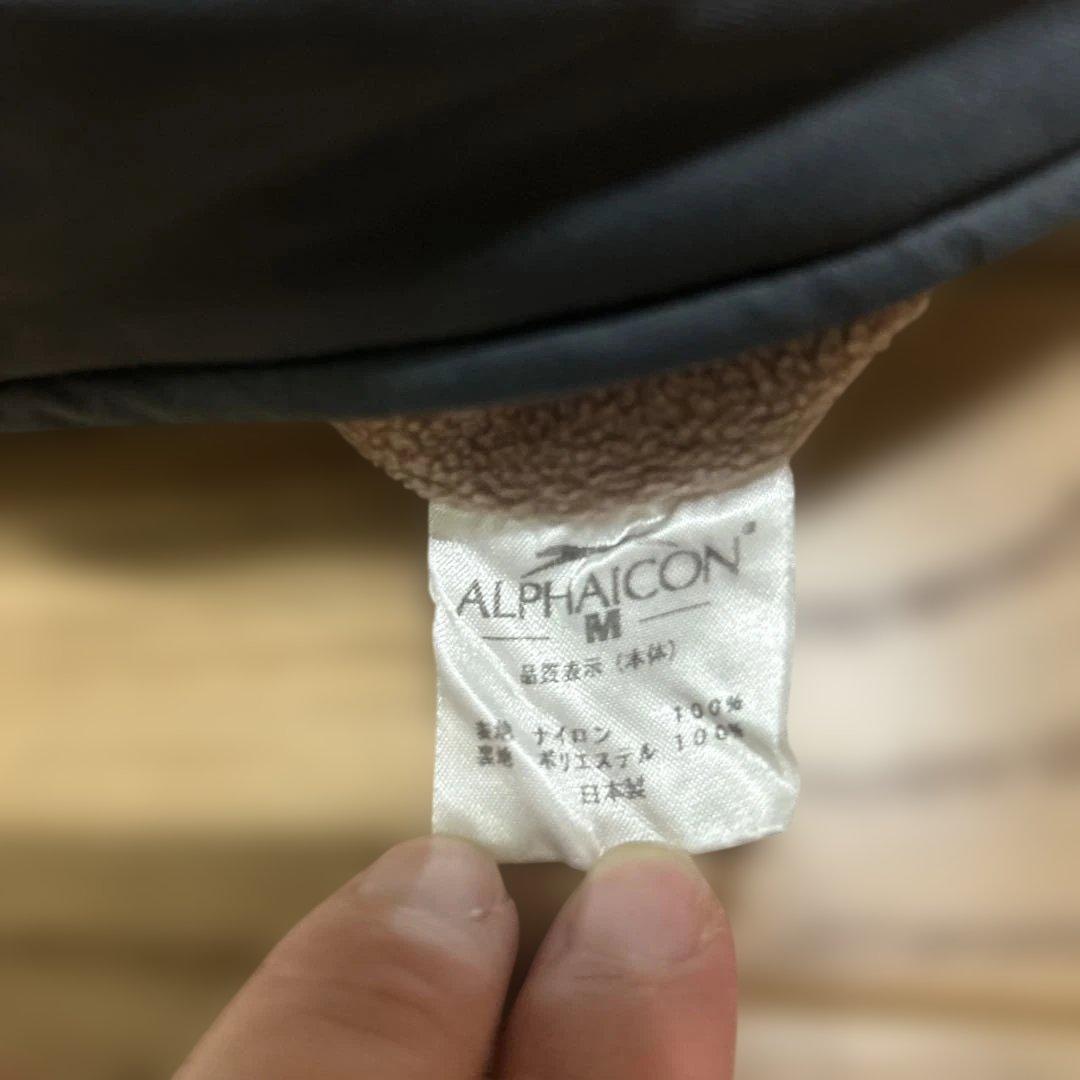 ALPHAICON
M
品質表示（本体）
表地 ナイロン 100%
裏地 ポリエステル 100%
日本製